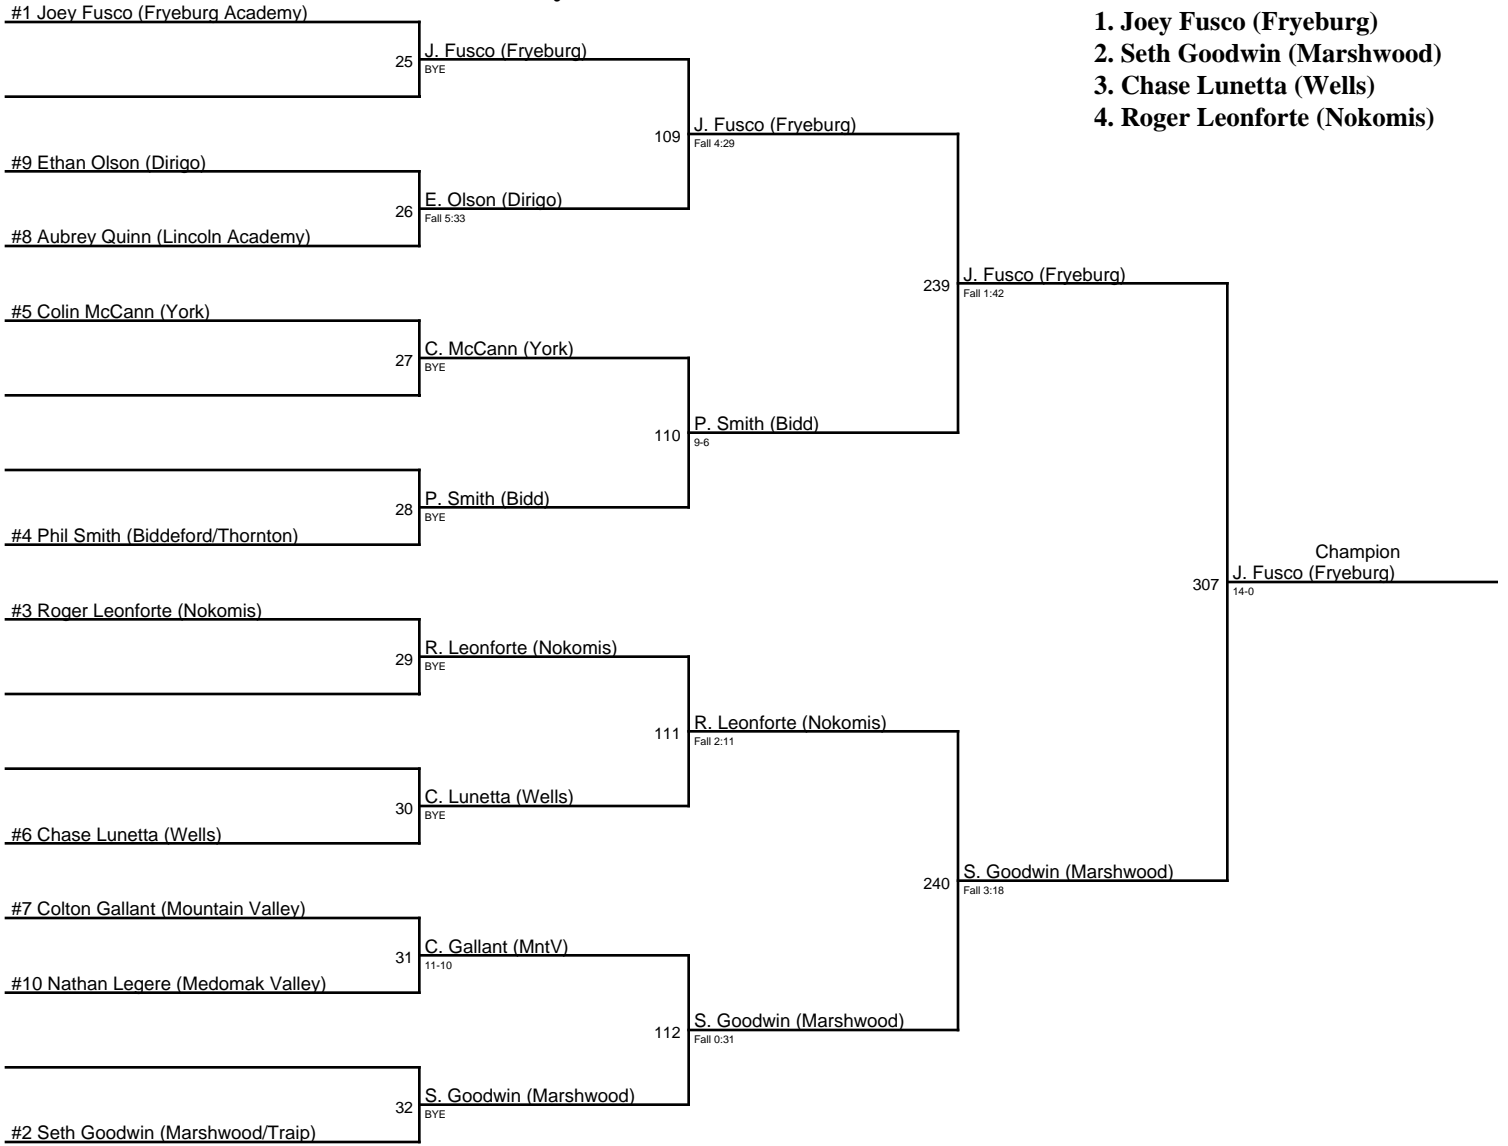 #1 Joey Fusco (Fryeburg Academy)
1. Joey Fusco (Fryeburg)
2. Seth Goodwin (Marshwood)
3. Chase Lunetta (Wells)
4. Roger Leonforte (Nokomis)
25
J. Fusco (Fryeburg)
BYE
109
J. Fusco (Fryeburg)
Fall 4:29
#9 Ethan Olson (Dirigo)
26
E. Olson (Dirigo)
Fall 5:33
#8 Aubrey Quinn (Lincoln Academy)
239
J. Fusco (Fryeburg)
Fall 1:42
#5 Colin McCann (York)
27
C. McCann (York)
BYE
110
P. Smith (Bidd)
9-6
28
P. Smith (Bidd)
BYE
#4 Phil Smith (Biddeford/Thornton)
Champion
307
J. Fusco (Fryeburg)
14-0
#3 Roger Leonforte (Nokomis)
29
R. Leonforte (Nokomis)
BYE
111
R. Leonforte (Nokomis)
Fall 2:11
30
C. Lunetta (Wells)
BYE
#6 Chase Lunetta (Wells)
240
S. Goodwin (Marshwood)
Fall 3:18
#7 Colton Gallant (Mountain Valley)
31
C. Gallant (MntV)
11-10
#10 Nathan Legere (Medomak Valley)
112
S. Goodwin (Marshwood)
Fall 0:31
32
S. Goodwin (Marshwood)
BYE
#2 Seth Goodwin (Marshwood/Traip)